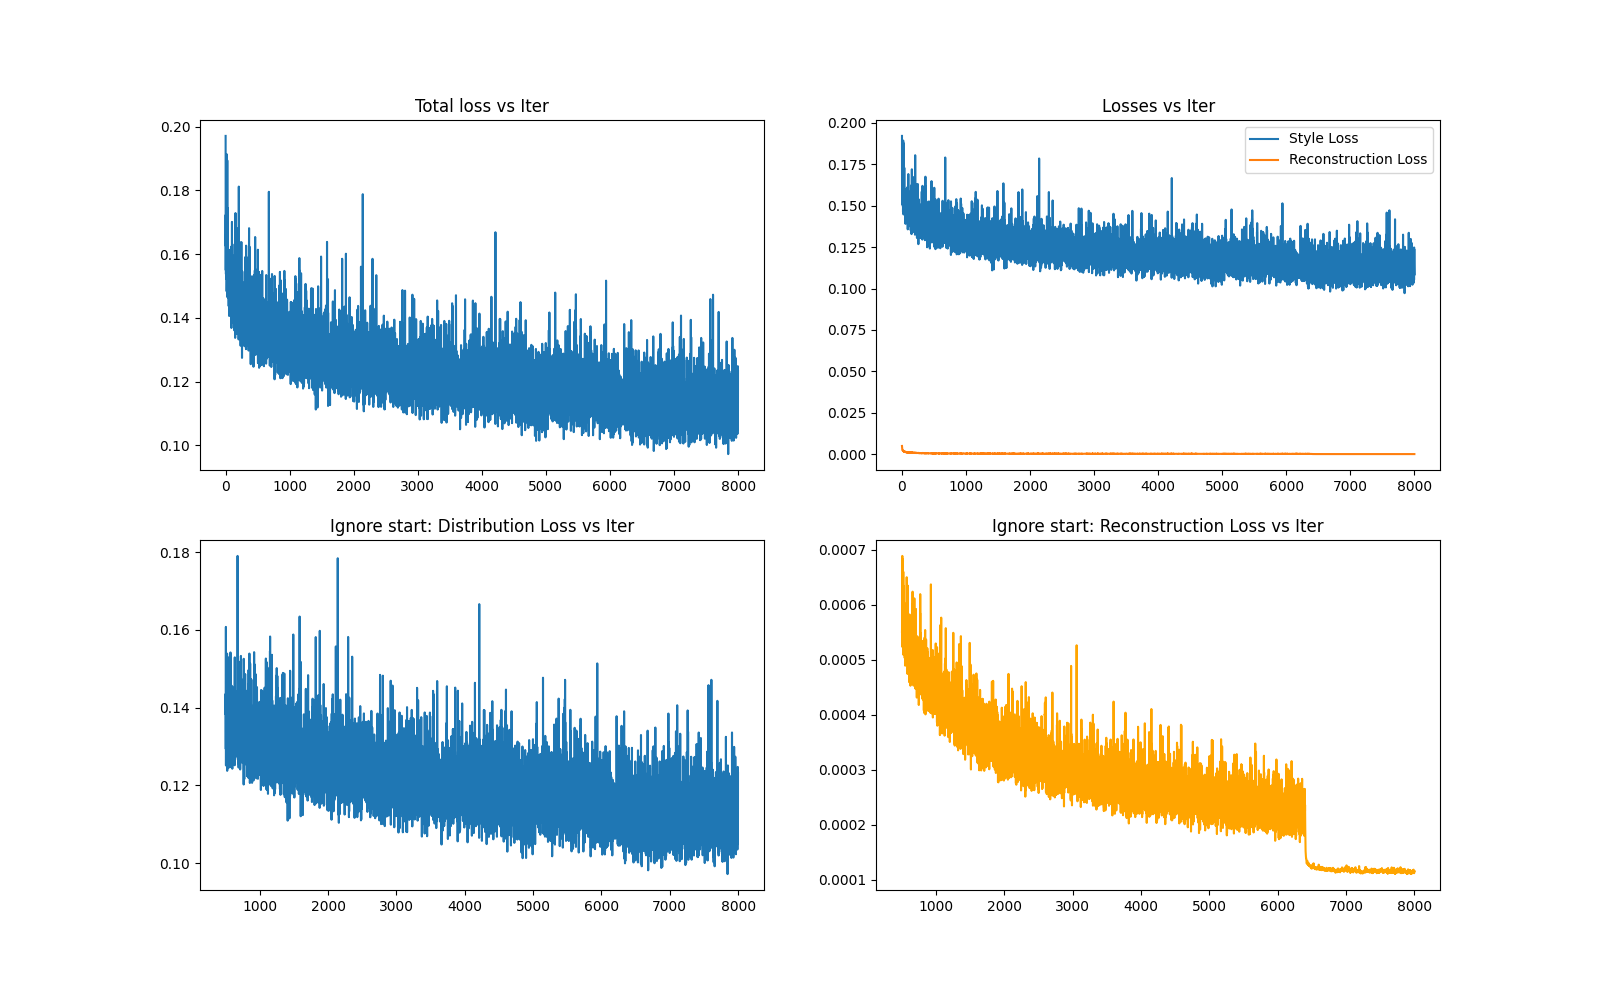 Total loss vs Iter
0.20
0.18
0.16
0.14
0.12
0.10
0 1000 2000 3000 4000 5000 6000 7000 8000
Losses vs Iter
Style Loss
Reconstruction Loss
0.200
0.175
0.150
0.125
0.100
0.075
0.050
0.025
0.000
0 1000 2000 3000 4000 5000 6000 7000 8000
Ignore start: Distribution Loss vs Iter
0.18
0.16
0.14
0.12
0.10
1000 2000 3000 4000 5000 6000 7000 8000
Ignore start: Reconstruction Loss vs Iter
0.0007
0.0006
0.0005
0.0004
0.0003
0.0002
0.0001
1000 2000 3000 4000 5000 6000 7000 8000